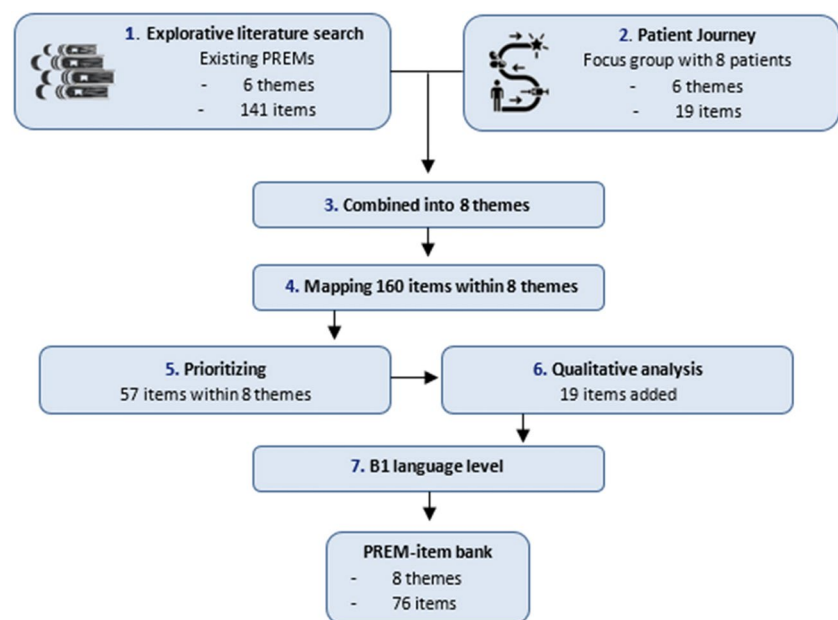 1. Explorative literature search
Existing PREMs
- 6 themes
- 141 items
2. Patient Journey
Focus group with 8 patients
- 6 themes
- 19 items
3. Combined into 8 themes
4. Mapping 160 items within 8 themes
5. Prioritizing
57 items within 8 themes
6. Qualitative analysis
19 items added
7. B1 language level
PREM-item bank
- 8 themes
- 76 items